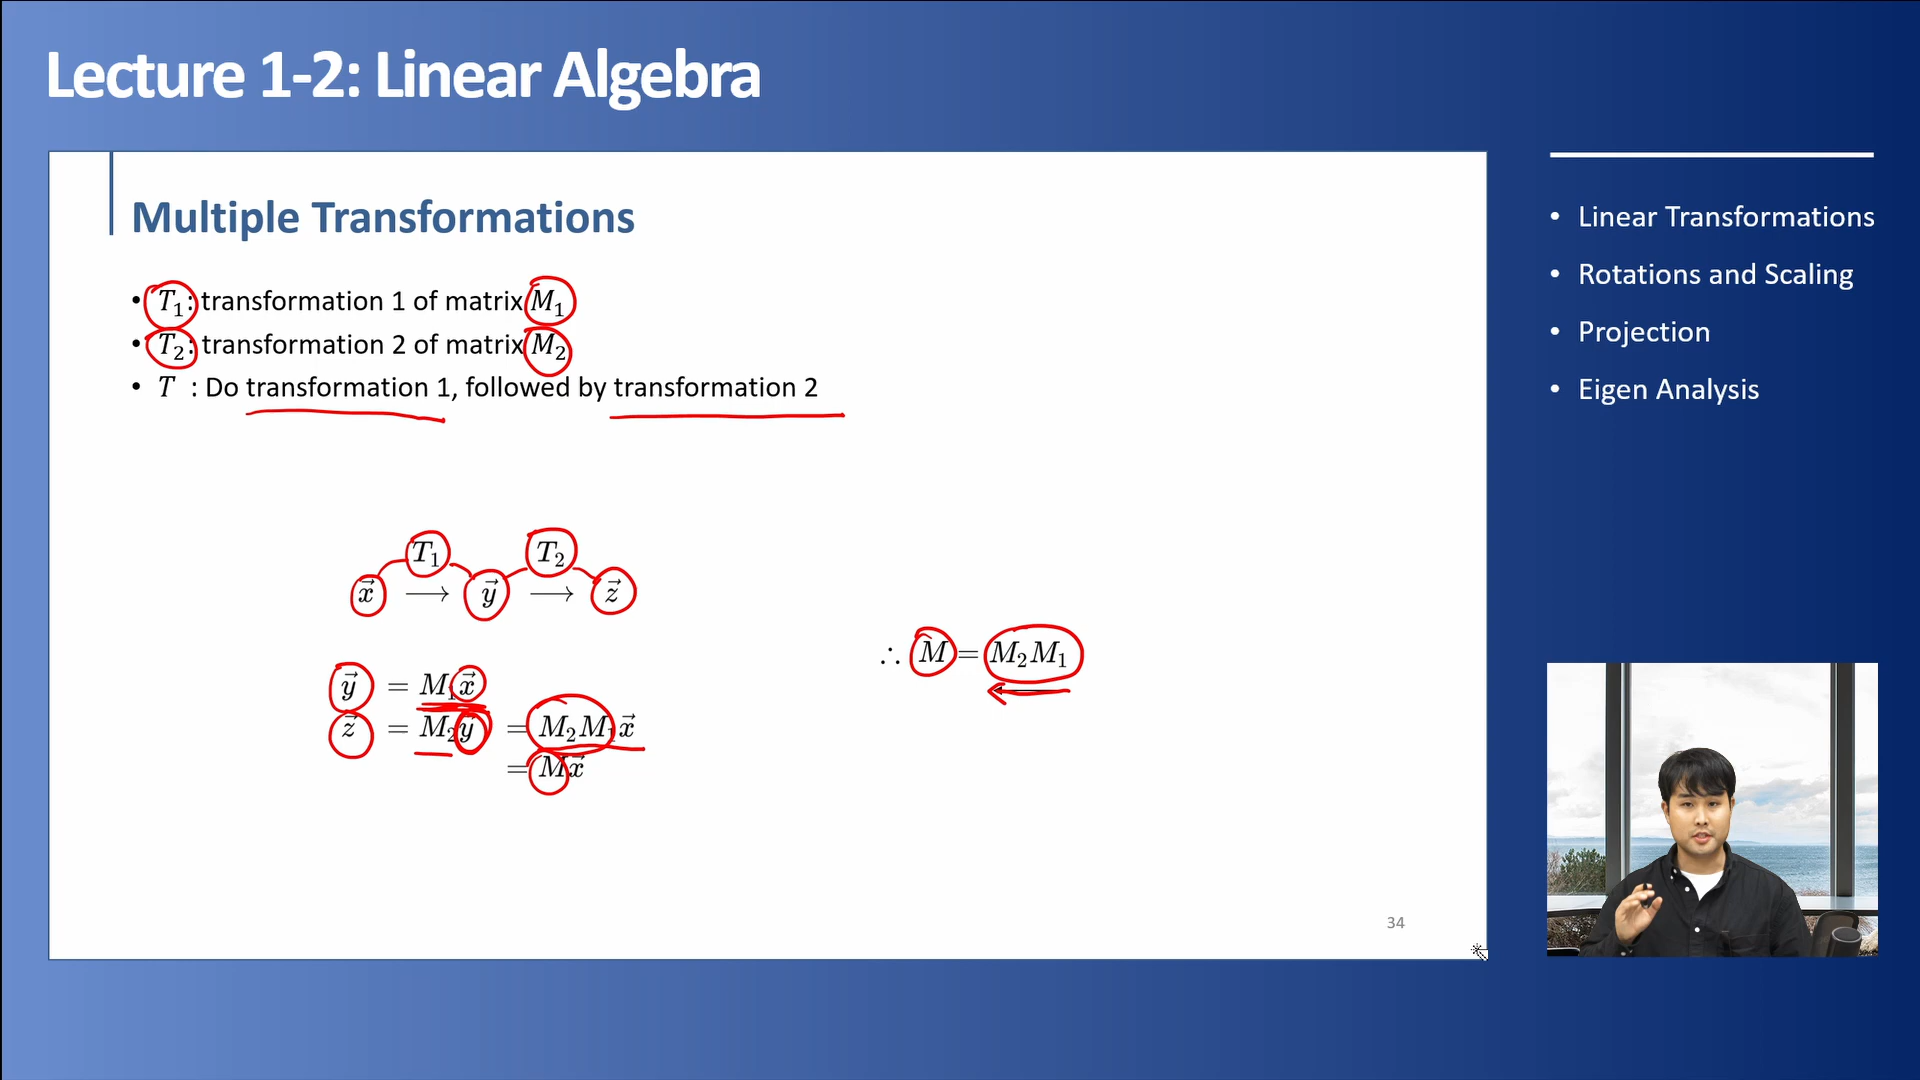 Lecture 1-2: Linear Algebra
Multiple Transformations
• T₁: transformation 1 of matrix M₁
• T₂: transformation 2 of matrix M₂
• T : Do transformation 1, followed by transformation 2
T₁ T₂
x⃗ ⟶ y⃗ ⟶ z⃗
y⃗ = M₁x⃗
z⃗ = M₂y⃗ = M₂M₁x⃗
= Mx⃗
∴ M = M₂M₁
34
• Linear Transformations
• Rotations and Scaling
• Projection
• Eigen Analysis